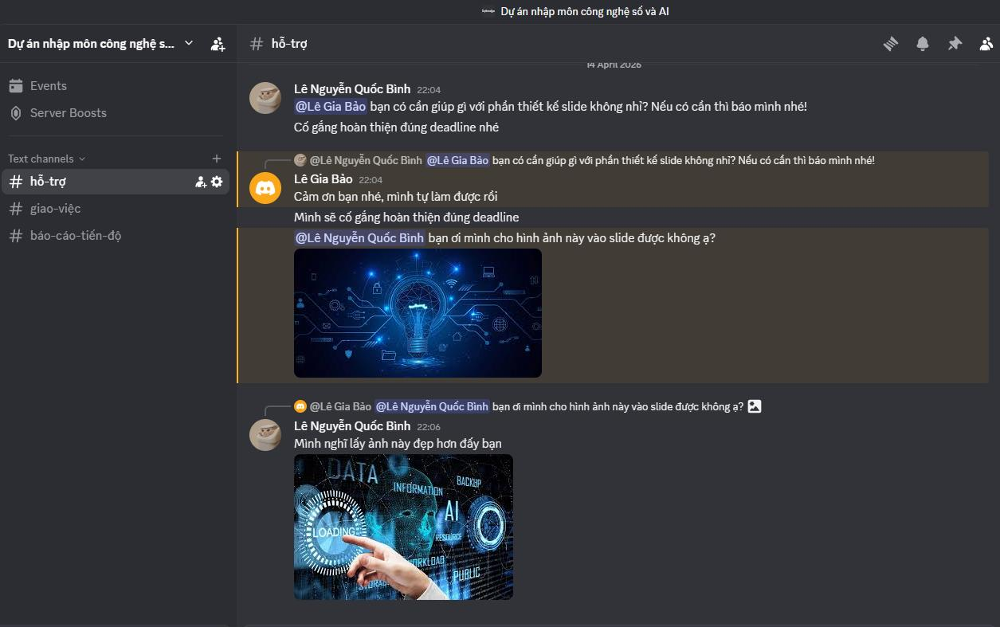 Dự án nhập môn công nghệ số và AI
Dự án nhập môn công nghệ s...
hỗ-trợ
Events
Server Boosts
Text channels
hỗ-trợ
giao-việc
báo-cáo-tiến-độ
14 April 2026
Lê Nguyễn Quốc Bình 22:04
@Lê Gia Bảo bạn có cần giúp gì với phần thiết kế slide không nhỉ? Nếu có cần thì báo mình nhé!
Cố gắng hoàn thiện đúng deadline nhé
@Lê Nguyễn Quốc Bình @Lê Gia Bảo bạn có cần giúp gì với phần thiết kế slide không nhỉ? Nếu có cần thì báo mình nhé!
Lê Gia Bảo 22:04
Cảm ơn bạn nhé, mình tự làm được rồi
Mình sẽ cố gắng hoàn thiện đúng deadline
@Lê Nguyễn Quốc Bình bạn ơi mình cho hình ảnh này vào slide được không ạ?
@Lê Gia Bảo @Lê Nguyễn Quốc Bình bạn ơi mình cho hình ảnh này vào slide được không ạ?
Lê Nguyễn Quốc Bình 22:06
Mình nghĩ lấy ảnh này đẹp hơn đấy bạn
DATA
INFORMATION
BACKUP
AI
LOADING
RESOURCE
WORKLOAD
PUBLIC